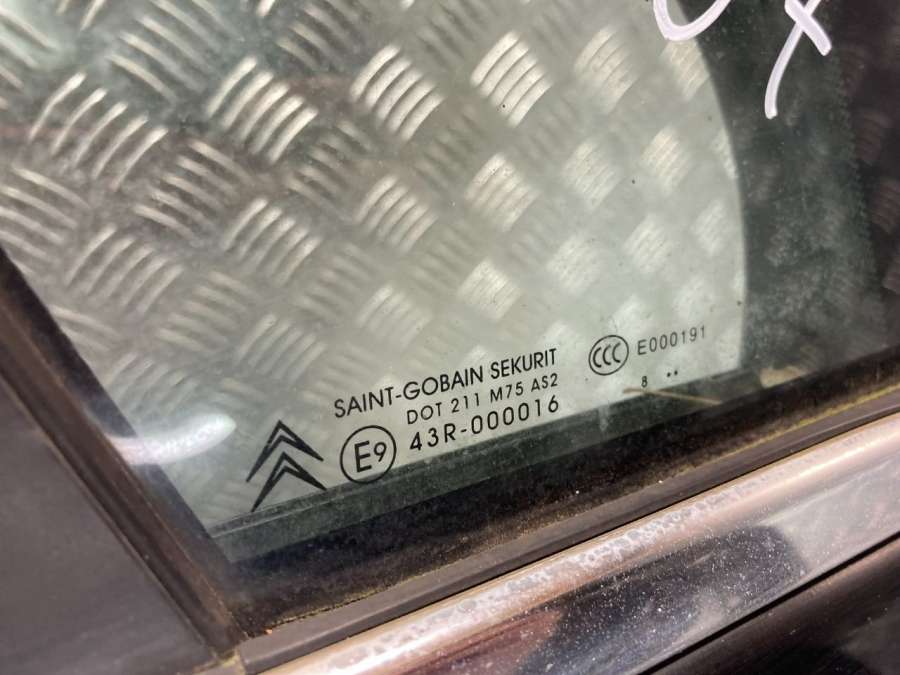 SAINT-GOBAIN SEKURIT
DOT 211 M75 AS2
E9 43R-000016
CCC E000191
8 ..